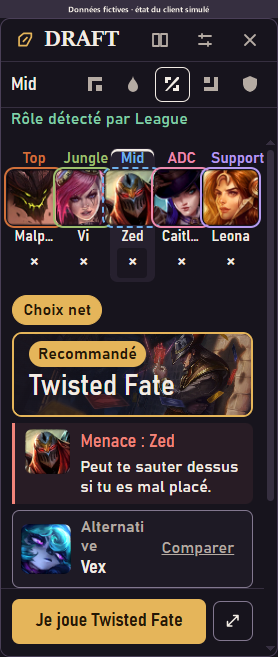 Données fictives · état du client simulé
DRAFT
Mid
Rôle détecté par League
Top Jungle Mid ADC Support
Malp... Vi Zed Caitl... Leona
× × × × ×
Choix net
Recommandé
Twisted Fate
Menace : Zed
Peut te sauter dessus
si tu es mal placé.
Alternati
ve
Vex
Comparer
Je joue Twisted Fate